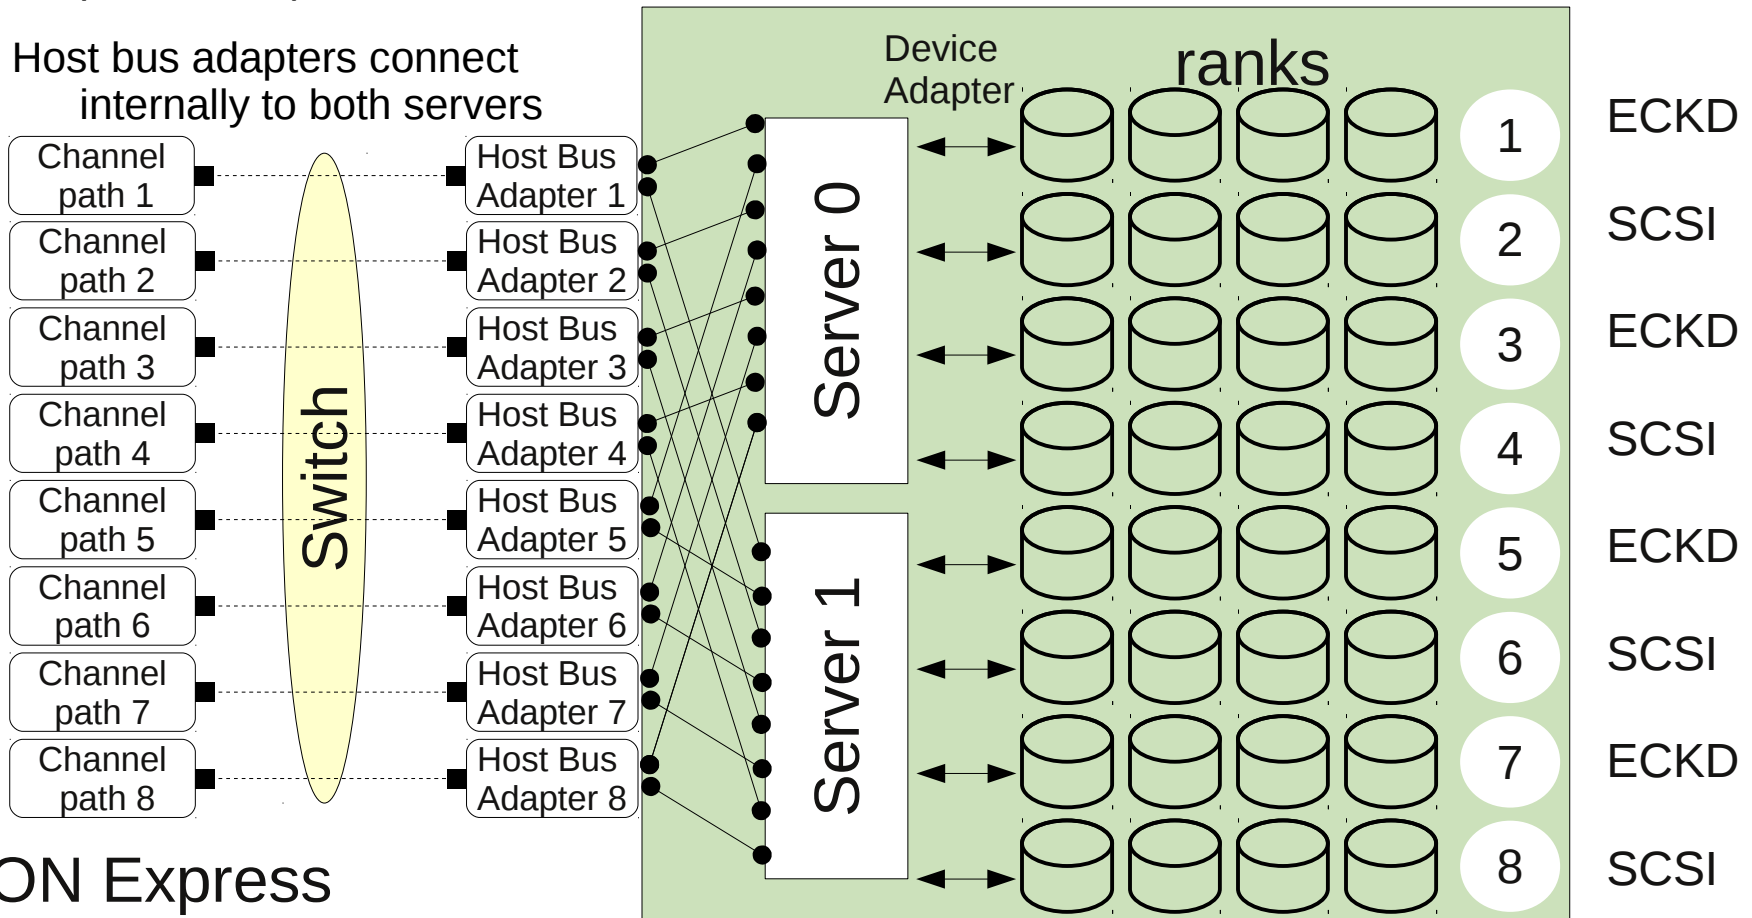 Host bus adapters connect
internally to both servers
Device
Adapter
ranks
Channel
path 1
Channel
path 2
Channel
path 3
Channel
path 4
Channel
path 5
Channel
path 6
Channel
path 7
Channel
path 8
Switch
Host Bus
Adapter 1
Host Bus
Adapter 2
Host Bus
Adapter 3
Host Bus
Adapter 4
Host Bus
Adapter 5
Host Bus
Adapter 6
Host Bus
Adapter 7
Host Bus
Adapter 8
Server 0
Server 1
1
ECKD
2
SCSI
3
ECKD
4
SCSI
5
ECKD
6
SCSI
7
ECKD
8
SCSI
ON Express